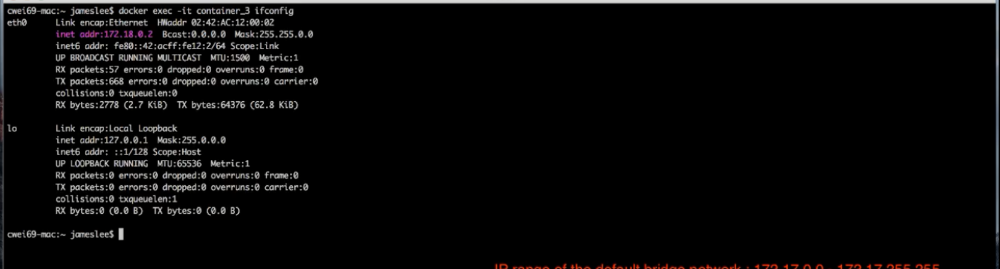 cwei69-mac:~ jameslee$ docker exec -it container_3 ifconfig
eth0      Link encap:Ethernet  HWaddr 02:42:AC:12:00:02
          inet addr:172.18.0.2  Bcast:0.0.0.0  Mask:255.255.0.0
          inet6 addr: fe80::42:acff:fe12:2/64 Scope:Link
          UP BROADCAST RUNNING MULTICAST  MTU:1500  Metric:1
          RX packets:57 errors:0 dropped:0 overruns:0 frame:0
          TX packets:668 errors:0 dropped:0 overruns:0 carrier:0
          collisions:0 txqueuelen:0
          RX bytes:2778 (2.7 KiB)  TX bytes:64376 (62.8 KiB)
lo        Link encap:Local Loopback
          inet addr:127.0.0.1  Mask:255.0.0.0
          inet6 addr: ::1/128 Scope:Host
          UP LOOPBACK RUNNING  MTU:65536  Metric:1
          RX packets:0 errors:0 dropped:0 overruns:0 frame:0
          TX packets:0 errors:0 dropped:0 overruns:0 carrier:0
          collisions:0 txqueuelen:1
          RX bytes:0 (0.0 B)  TX bytes:0 (0.0 B)
cwei69-mac:~ jameslee$
IP range of the default bridge network : 172.17.0.0 - 172.17.255.255